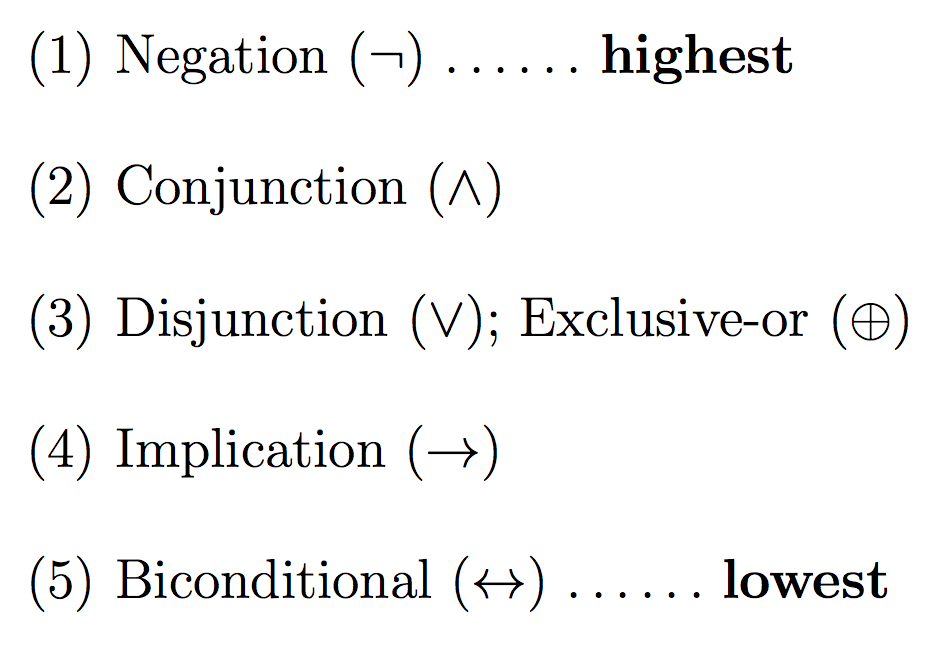 (1) Negation (¬) ...... highest
(2) Conjunction (∧)
(3) Disjunction (∨); Exclusive-or (⊕)
(4) Implication (→)
(5) Biconditional (↔) ...... lowest